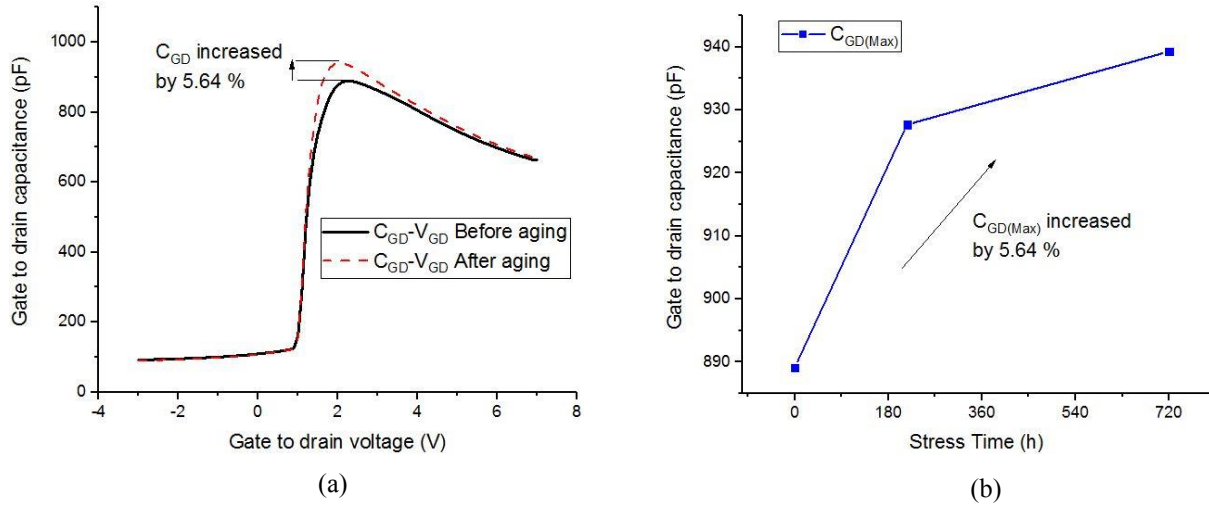 1000
800
600
400
200
0
-4
-2
0
2
4
6
8
Gate to drain capacitance (pF)
Gate to drain voltage (V)
C_GD increased
by 5.64 %
C_GD-V_GD Before aging
C_GD-V_GD After aging
(a)
940
930
920
910
900
890
0
180
360
540
720
Gate to drain capacitance (pF)
Stress Time (h)
C_GD(Max)
C_GD(Max) increased
by 5.64 %
(b)